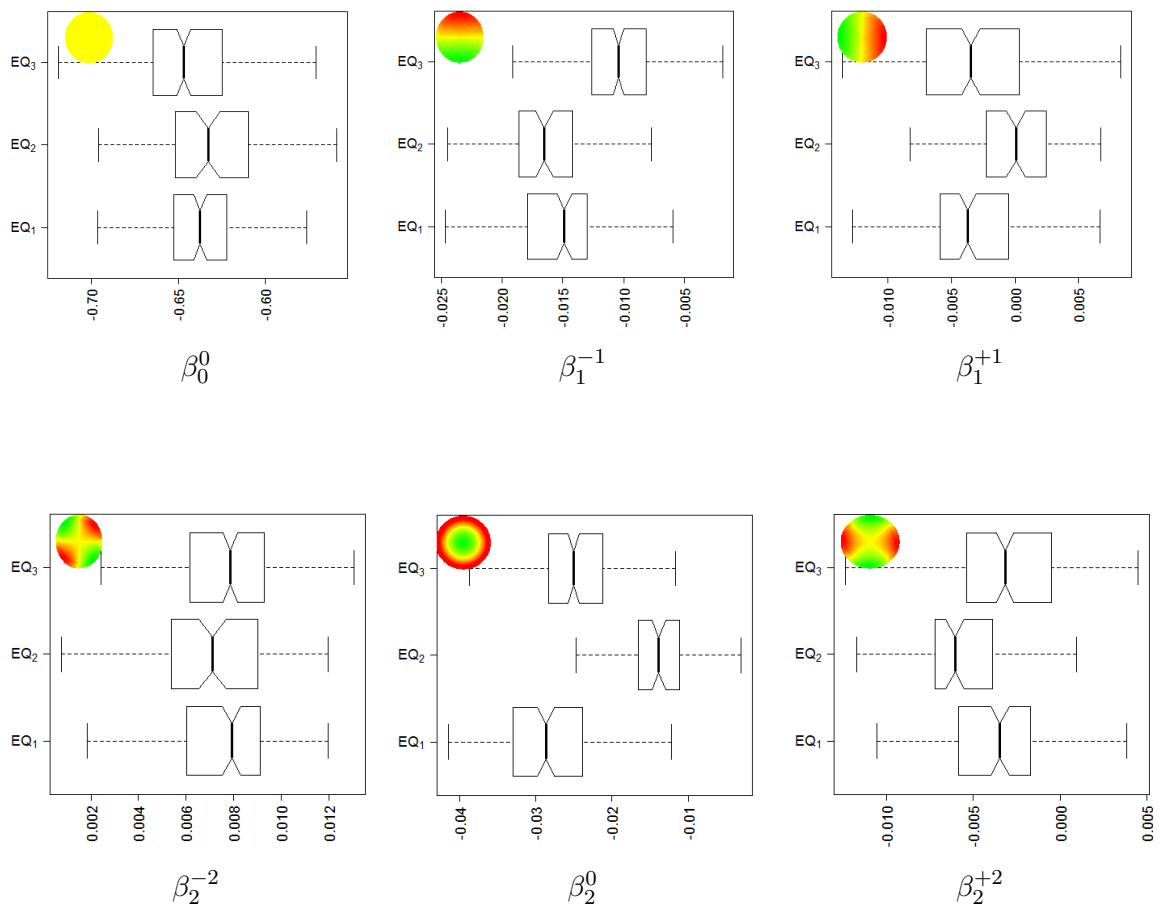 EQ₃ EQ₃ EQ₃
EQ₂ EQ₂ EQ₂
EQ₁ EQ₁ EQ₁
-0.70 -0.65 -0.60 -0.025 -0.020 -0.015 -0.010 -0.005 -0.010 -0.005 0.000 0.005
β₀⁰ β₁⁻¹ β₁⁺¹
EQ₃ EQ₃ EQ₃
EQ₂ EQ₂ EQ₂
EQ₁ EQ₁ EQ₁
0.002 0.004 0.006 0.008 0.010 0.012 -0.04 -0.03 -0.02 -0.01 -0.010 -0.005 0.000 0.005
β₂⁻² β₂⁰ β₂⁺²